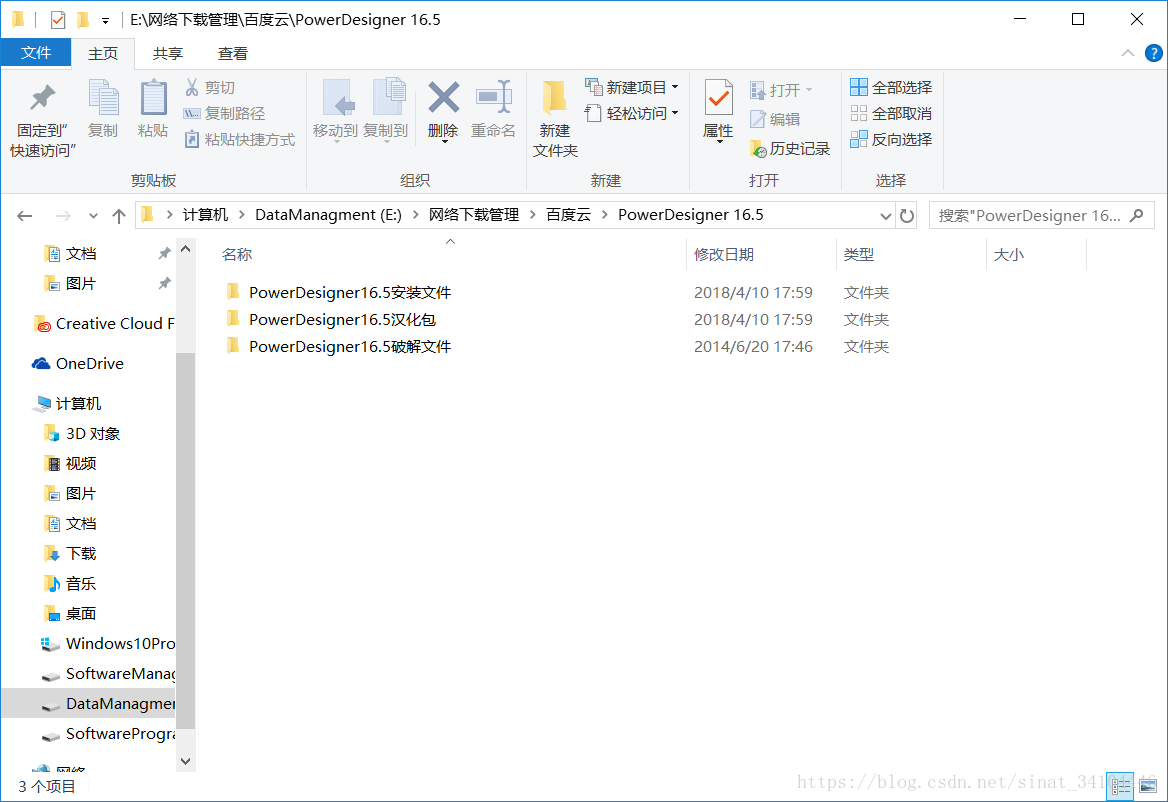 E:\网络下载管理\百度云\PowerDesigner 16.5
文件 主页 共享 查看
固定到"快速访问"
复制
粘贴
剪切
复制路径
粘贴快捷方式
剪贴板
移动到
复制到
删除
重命名
组织
新建文件夹
新建项目
轻松访问
新建
属性
打开
编辑
历史记录
打开
全部选择
全部取消
反向选择
选择
计算机 > DataManagment (E:) > 网络下载管理 > 百度云 > PowerDesigner 16.5
搜索"PowerDesigner 16...
名称 修改日期 类型 大小
PowerDesigner16.5安装文件 2018/4/10 17:59 文件夹
PowerDesigner16.5汉化包 2018/4/10 17:59 文件夹
PowerDesigner16.5破解文件 2014/6/20 17:46 文件夹
文档
图片
Creative Cloud F
OneDrive
计算机
3D 对象
视频
图片
文档
下载
音乐
桌面
Windows10Pro
SoftwareManag
DataManagmen
SoftwareProgra
网络
3 个项目